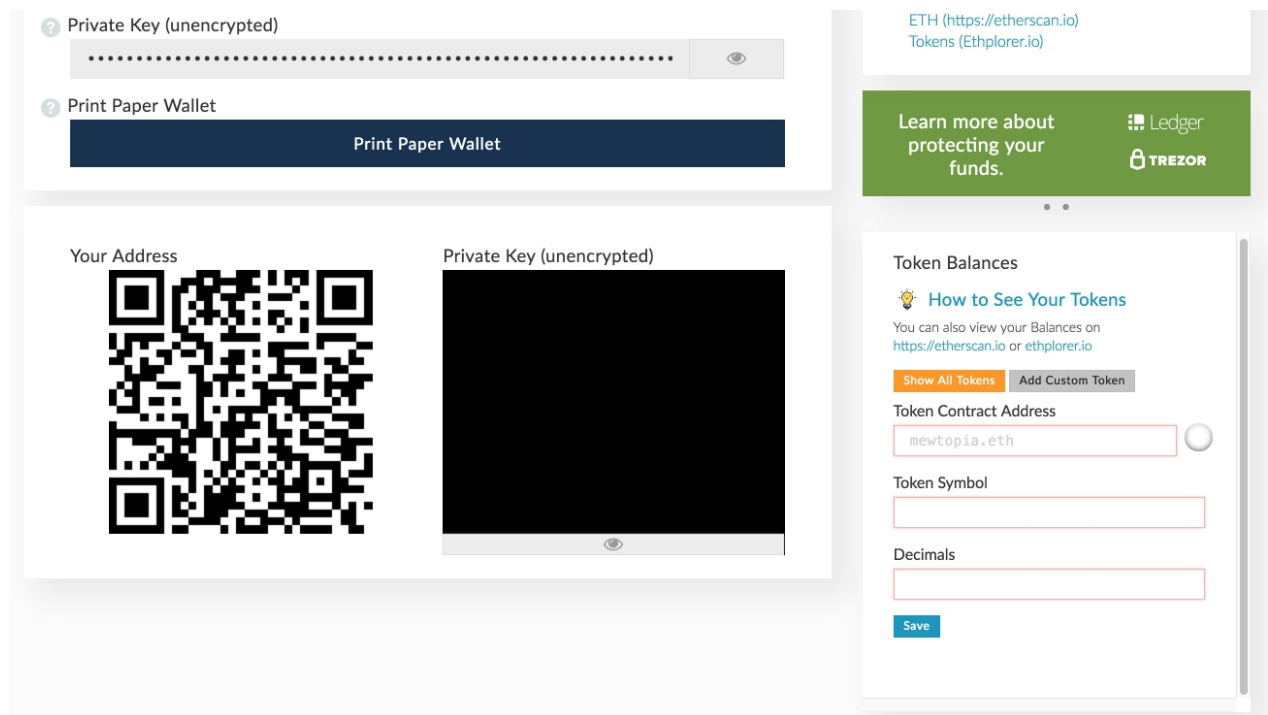 Private Key (unencrypted)
Print Paper Wallet
Print Paper Wallet
Your Address
Private Key (unencrypted)
ETH (https://etherscan.io)
Tokens (Ethplorer.io)
Learn more about
protecting your
funds.
Ledger
TREZOR
Token Balances
How to See Your Tokens
You can also view your Balances on
https://etherscan.io or ethplorer.io
Show All Tokens
Add Custom Token
Token Contract Address
mewtopia.eth
Token Symbol
Decimals
Save